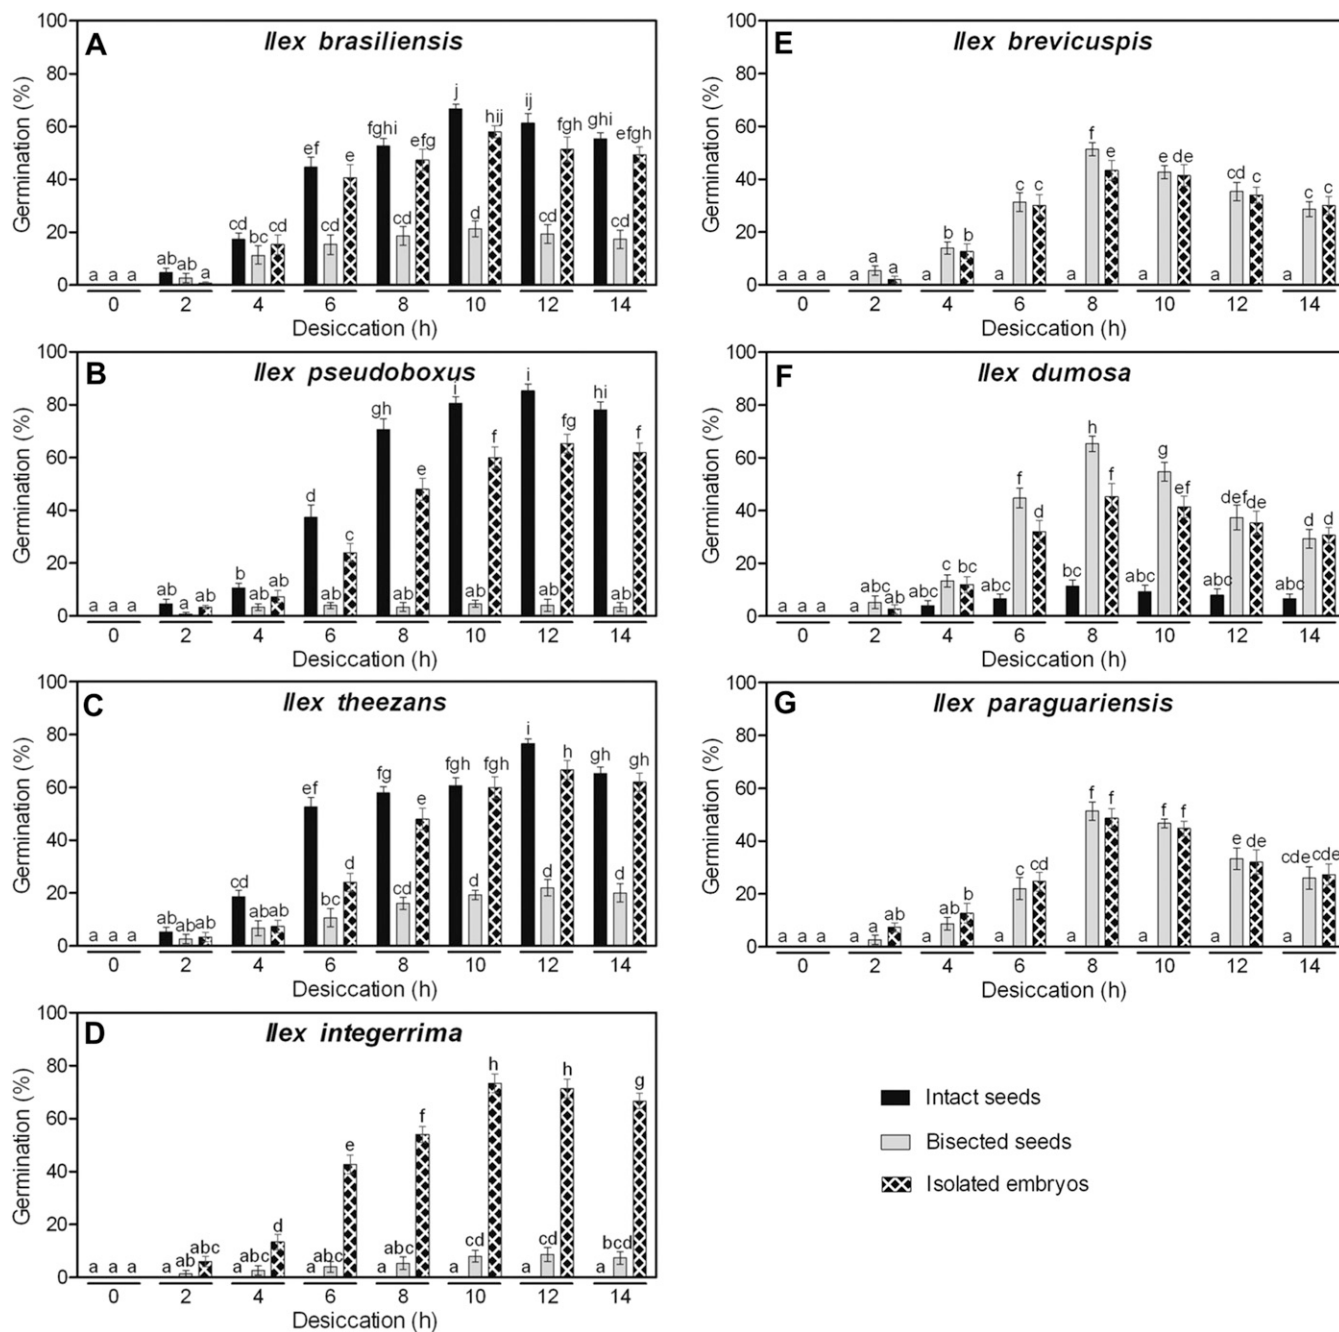 A
Ilex brasiliensis
Germination (%)
100
80
60
40
20
0
a a a
ab ab a
cd bc cd
ef cd e
fghi cd efg
j d hij
ij cd fgh
ghi cd efgh
0 2 4 6 8 10 12 14
Desiccation (h)
B
Ilex pseudoboxus
Germination (%)
100
80
60
40
20
0
a a a
ab a ab
b ab ab
d ab c
gh ab e
i ab f
i ab fg
hi ab f
0 2 4 6 8 10 12 14
Desiccation (h)
C
Ilex theezans
Germination (%)
100
80
60
40
20
0
a a a
ab ab ab
cd ab ab
ef bc d
fg cd e
fgh d fgh
i d h
gh d gh
0 2 4 6 8 10 12 14
Desiccation (h)
D
Ilex integerrima
Germination (%)
100
80
60
40
20
0
a a a
a ab abc
a abc d
a abc e
a abc f
a cd h
a cd h
a bcd g
0 2 4 6 8 10 12 14
Desiccation (h)
E
Ilex brevicuspis
Germination (%)
100
80
60
40
20
0
a a a
a a a
a b b
a c c
a f e
a e de
a cd c
a c c
0 2 4 6 8 10 12 14
Desiccation (h)
F
Ilex dumosa
Germination (%)
100
80
60
40
20
0
a a a
a abc ab
abc c bc
abc f d
bc h f
abc g ef
abc def de
abc d d
0 2 4 6 8 10 12 14
Desiccation (h)
G
Ilex paraguariensis
Germination (%)
100
80
60
40
20
0
a a a
a a ab
a ab b
a c cd
a f f
a f f
a e de
a cde cde
0 2 4 6 8 10 12 14
Desiccation (h)
Intact seeds
Bisected seeds
Isolated embryos